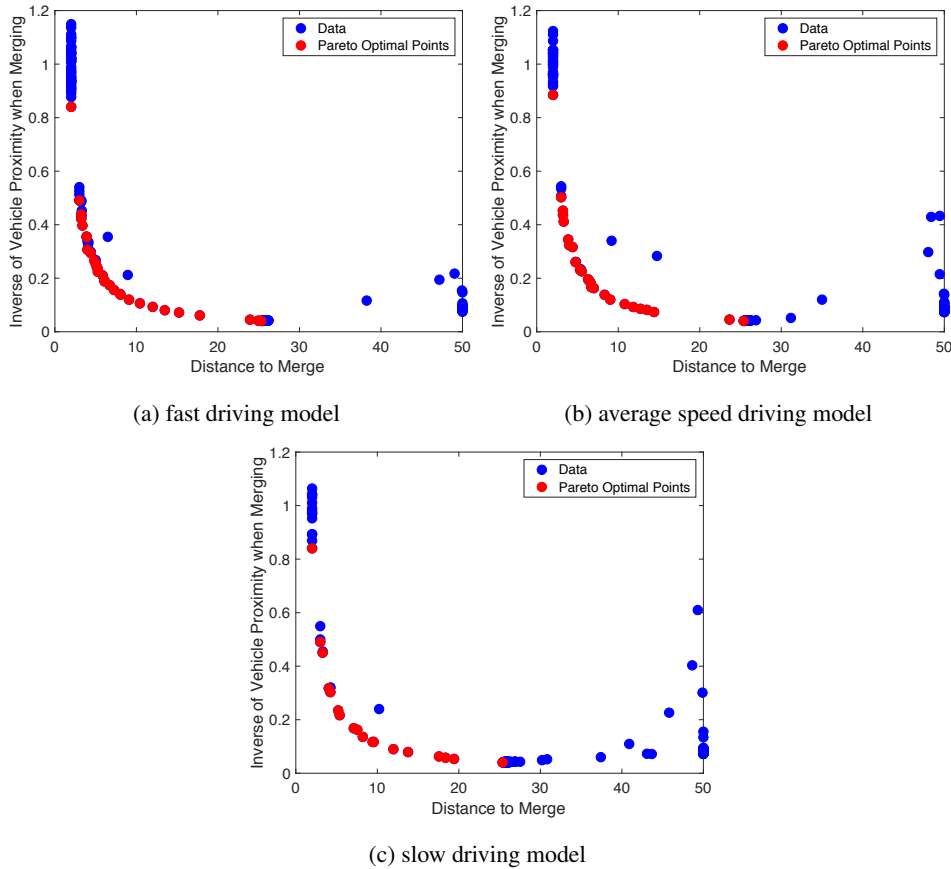 1.2
1
0.8
0.6
0.4
0.2
0
Inverse of Vehicle Proximity when Merging
Data
Pareto Optimal Points
0 10 20 30 40 50
Distance to Merge
(a) fast driving model
1.2
1
0.8
0.6
0.4
0.2
0
Inverse of Vehicle Proximity when Merging
Data
Pareto Optimal Points
0 10 20 30 40 50
Distance to Merge
(b) average speed driving model
1.2
1
0.8
0.6
0.4
0.2
0
Inverse of Vehicle Proximity when Merging
Data
Pareto Optimal Points
0 10 20 30 40 50
Distance to Merge
(c) slow driving model